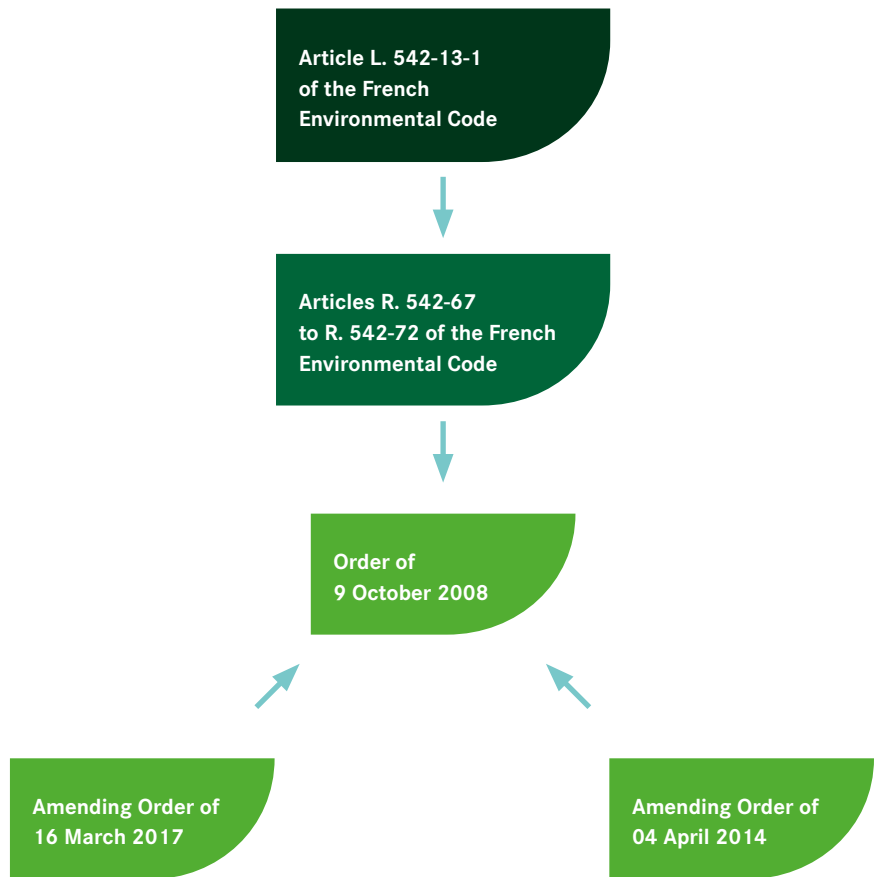 Article L. 542-13-1
of the French
Environmental Code
Articles R. 542-67
to R. 542-72 of the French
Environmental Code
Order of
9 October 2008
Amending Order of
16 March 2017
Amending Order of
04 April 2014